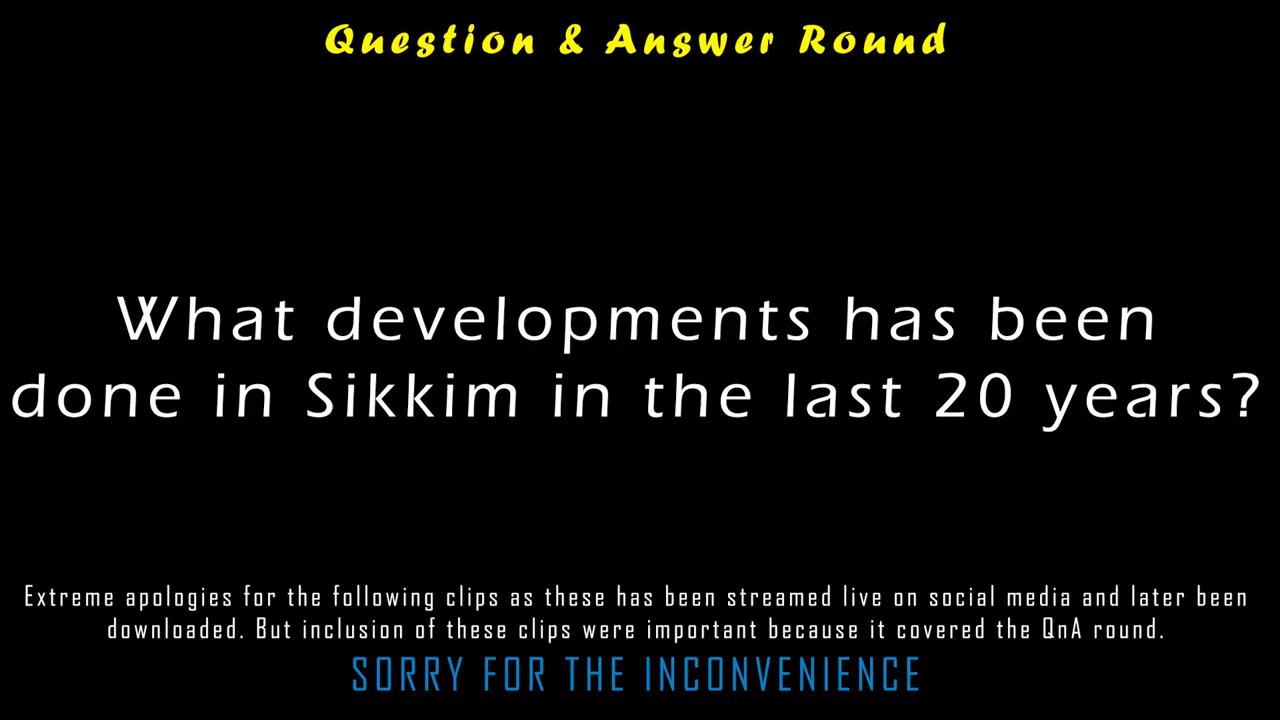 Question & Answer Round
What developments has been
done in Sikkim in the last 20 years?
Extreme apologies for the following clips as these has been streamed live on social media and later been
downloaded. But inclusion of these clips were important because it covered the QnA round.
SORRY FOR THE INCONVENIENCE